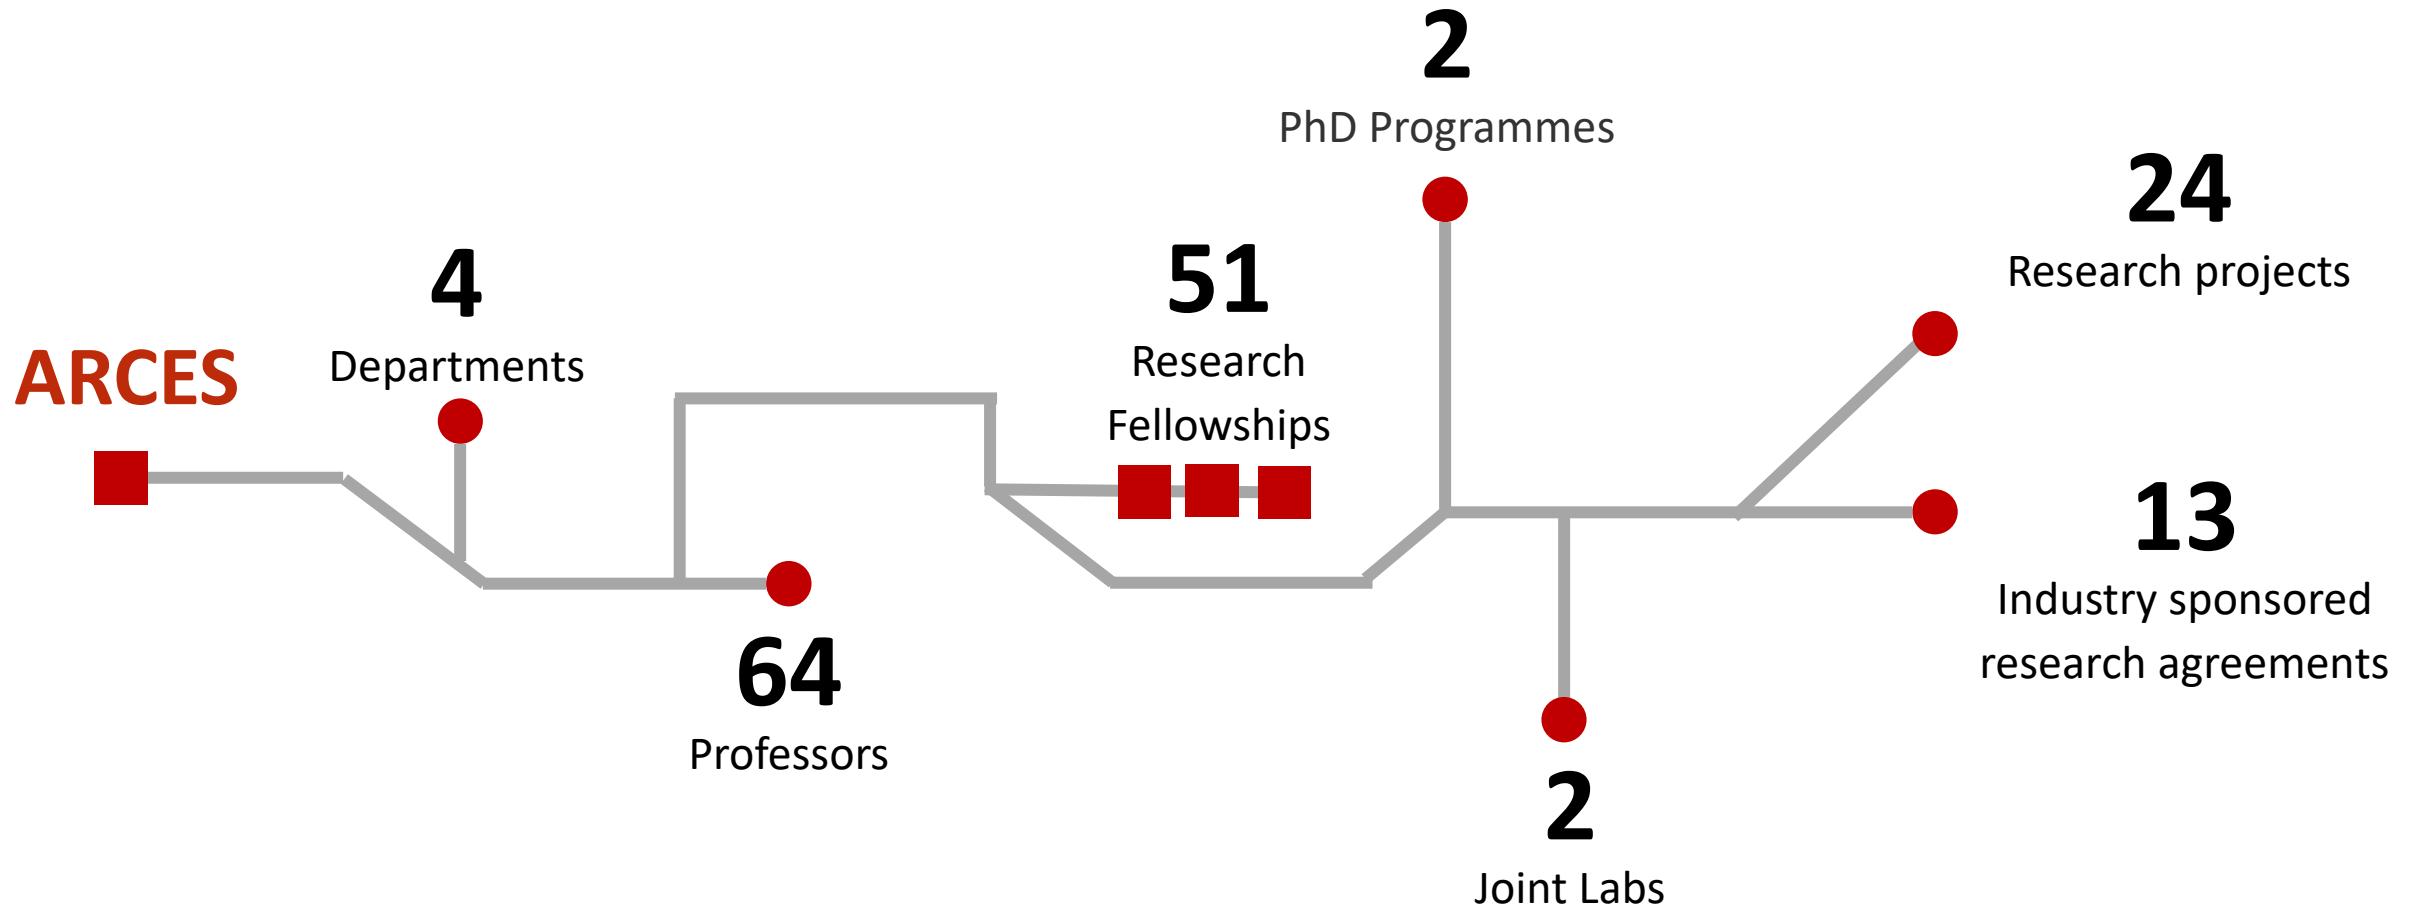 ARCES
4
Departments
64
Professors
51
Research
Fellowships
2
PhD Programmes
2
Joint Labs
24
Research projects
13
Industry sponsored
research agreements